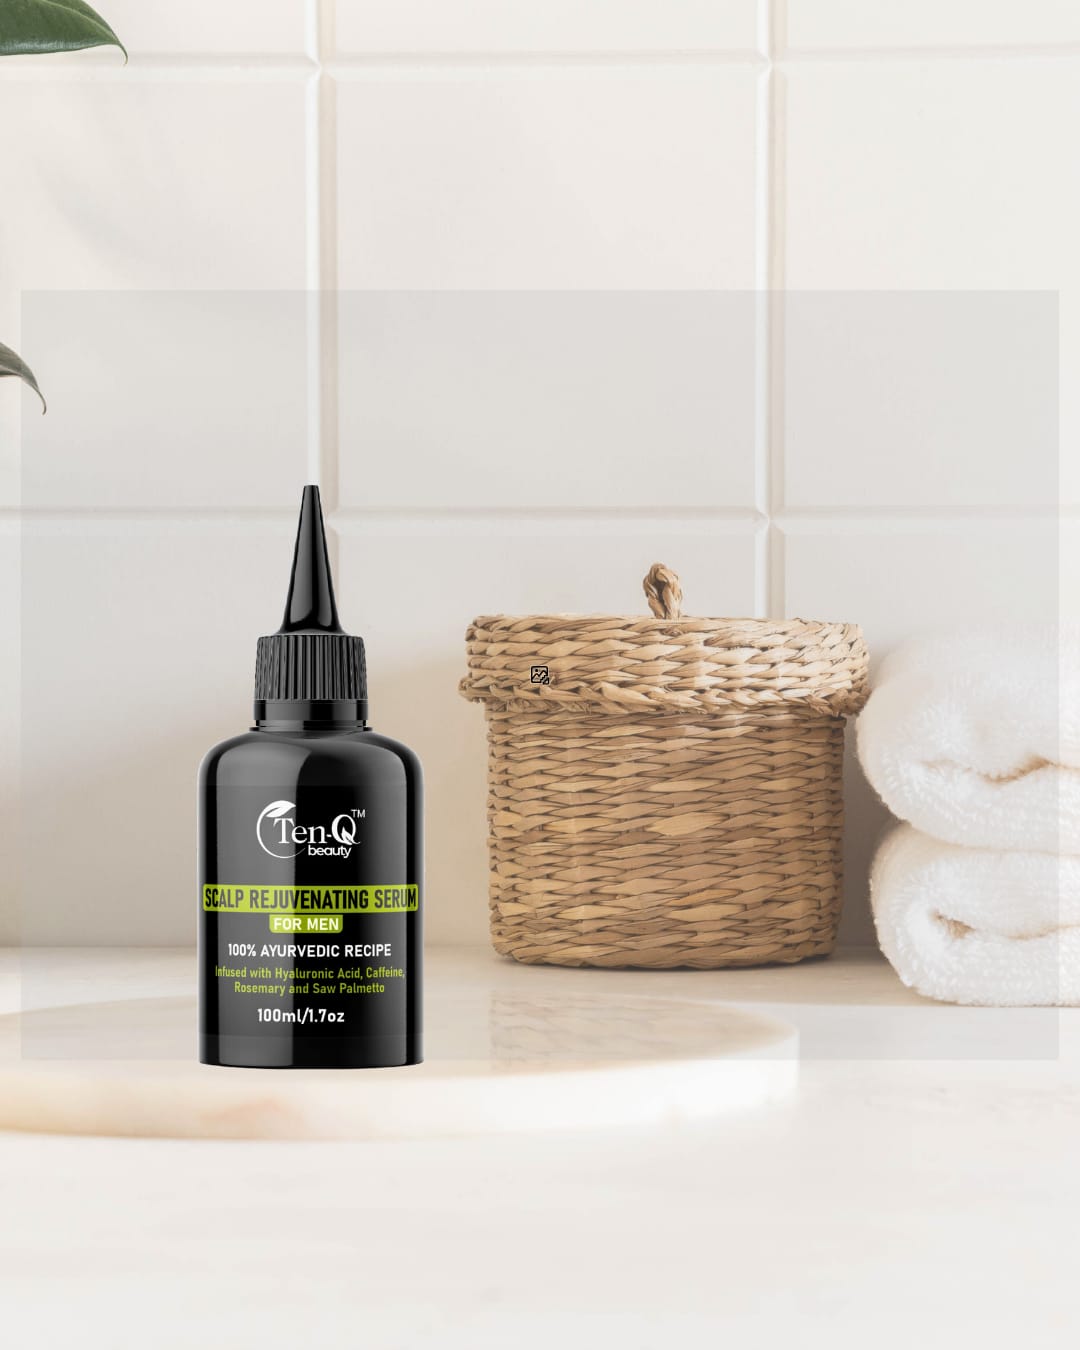 Ten-Q™
beauty
SCALP REJUVENATING SERUM
FOR MEN
100% AYURVEDIC RECIPE
Infused with Hyaluronic Acid, Caffeine,
Rosemary and Saw Palmetto
100ml/1.7oz